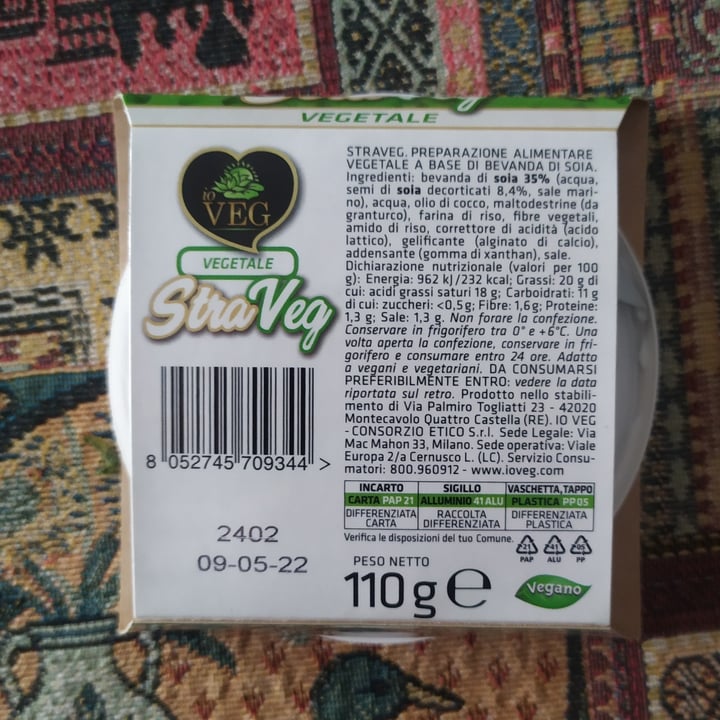 VEGETALE
io
VEG
VEGETALE
StraVeg
8 052745 709344 >
2402
09-05-22
STRAVEG. PREPARAZIONE ALIMENTARE
VEGETALE A BASE DI BEVANDA DI SOIA.
Ingredienti: bevanda di soia 35% (acqua,
semi di soia decorticati 8,4%, sale mari-
no), acqua, olio di cocco, maltodestrine (da
granturco), farina di riso, fibre vegetali,
amido di riso, correttore di acidità (acido
lattico), gelificante (alginato di calcio),
addensante (gomma di xanthan), sale.
Dichiarazione nutrizionale (valori per 100
g): Energia: 962 kJ/232 kcal; Grassi: 20 g di
cui: acidi grassi saturi 18 g; Carboidrati: 11 g
di cui: zuccheri: <0,5 g; Fibre: 1,6g; Proteine:
1,3 g; Sale: 1,3 g. Non forare la confezione.
Conservare in frigorifero tra 0° e +6°C. Una
volta aperta la confezione, conservare in fri-
gorifero e consumare entro 24 ore. Adatto
a vegani e vegetariani. DA CONSUMARSI
PREFERIBILMENTE ENTRO: vedere la data
riportata sul retro. Prodotto nello stabili-
mento di Via Palmiro Togliatti 23 - 42020
Montecavolo Quattro Castella (RE). IO VEG
- CONSORZIO ETICO S.r.l. Sede Legale: Via
Mac Mahon 33, Milano. Sede operativa: Viale
Europa 2/a Cernusco L. (LC). Servizio Consu-
matori: 800.960912 - www.ioveg.com
INCARTO SIGILLO VASCHETTA, TAPPO
CARTA PAP 21 ALLUMINIO 41 ALU PLASTICA PP 05
DIFFERENZIATA RACCOLTA DIFFERENZIATA
CARTA DIFFERENZIATA PLASTICA
Verifica le disposizioni del tuo Comune.
21 41 05
PAP ALU PP
PESO NETTO
110 g e
Vegano